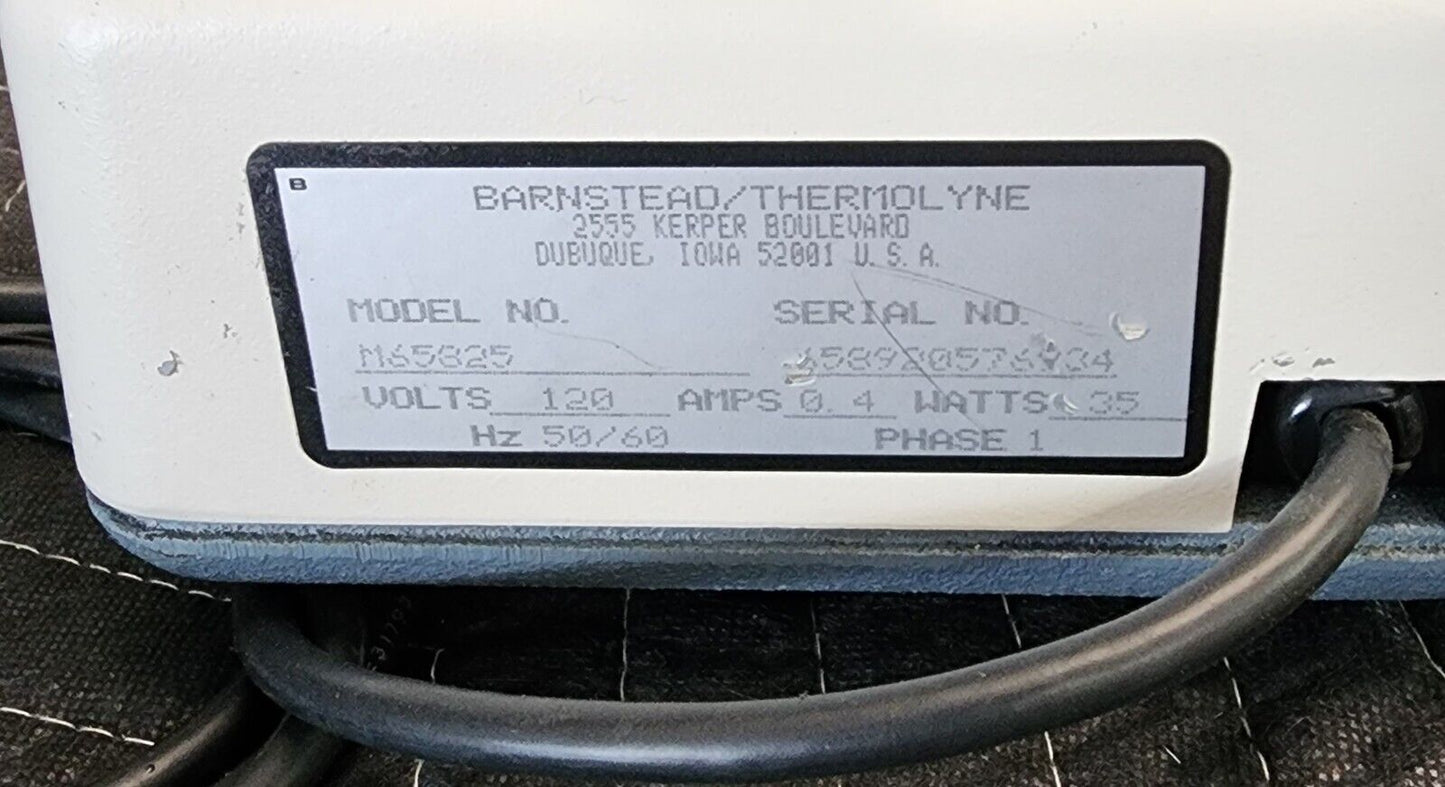 B
BARNSTEAD/THERMOLYNE
2555 KERPER BOULEVARD
DUBUQUE, IOWA 52001 U.S.A.
MODEL NO. SERIAL NO.
M65825
VOLTS 120 AMPS 0.4 WATTS 35
Hz 50/60 PHASE 1